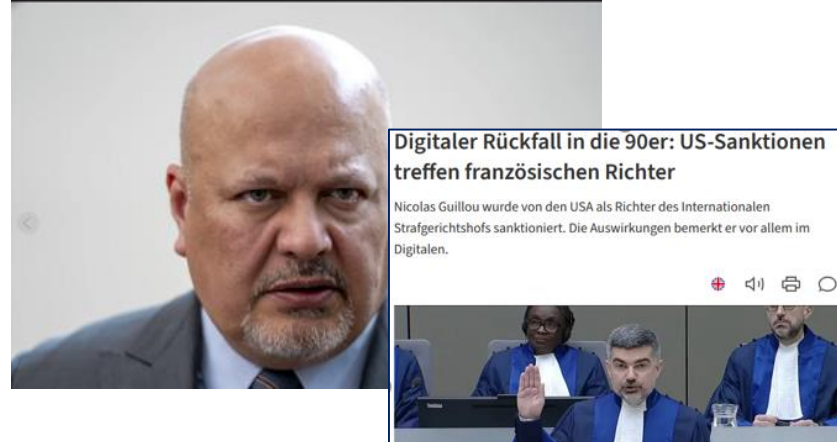 Digitaler Rückfall in die 90er: US-Sanktionen
treffen französischen Richter
Nicolas Guillou wurde von den USA als Richter des Internationalen
Strafgerichtshofs sanktioniert. Die Auswirkungen bemerkt er vor allem im
Digitalen.